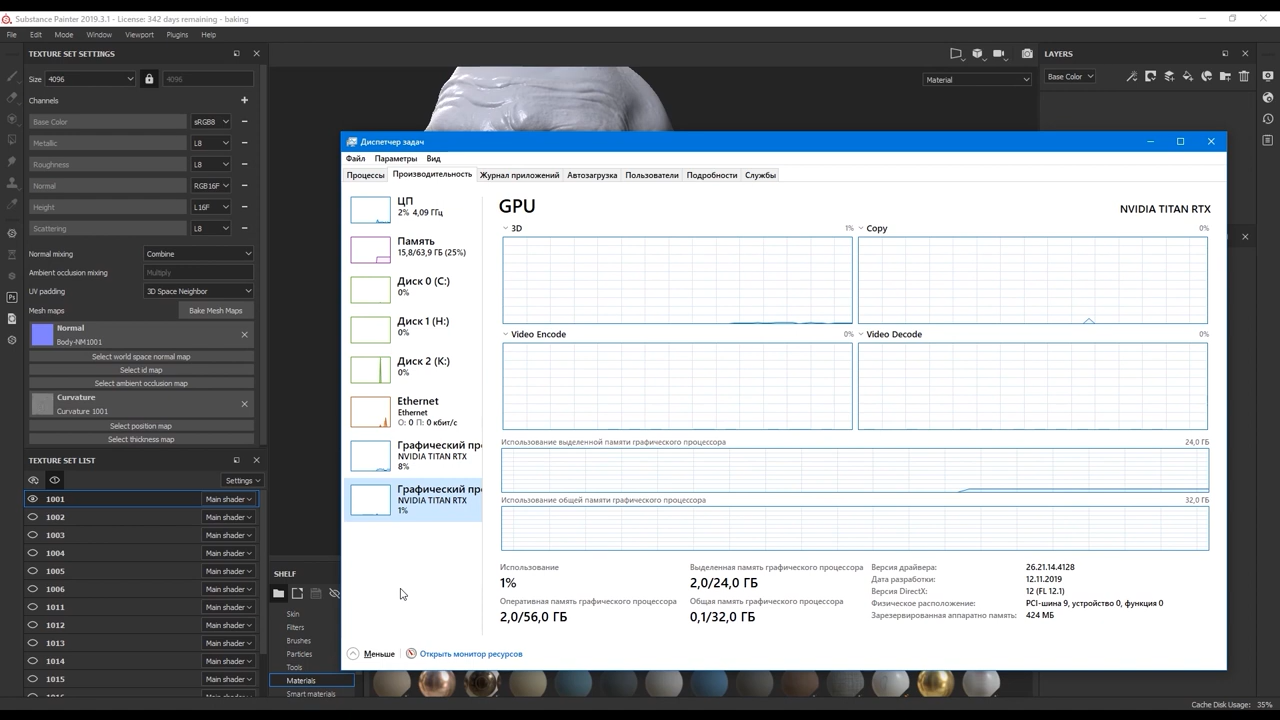 Substance Painter 2019.3.1 - License: 342 days remaining - baking
File Edit Mode Window Viewport Plugins Help
TEXTURE SET SETTINGS
Size 4096 4096
Channels
Base Color sRGB8
Metallic L8
Roughness L8
Normal RGB16F
Height L16F
Scattering L8
Normal mixing Combine
Ambient occlusion mixing Multiply
UV padding 3D Space Neighbor
Mesh maps Bake Mesh Maps
Normal
Body-NM1001
Select world space normal map
Select id map
Select ambient occlusion map
Curvature
Curvature 1001
Select position map
Select thickness map
TEXTURE SET LIST
Settings
1001 Main shader
1002 Main shader
1003 Main shader
1004 Main shader
1005 Main shader
1006 Main shader
1011 Main shader
1012 Main shader
1013 Main shader
1014 Main shader
1015 Main shader
Material
LAYERS
Base Color
SHELF
Skin
Filters
Brushes
Particles
Tools
Materials
Smart materials
Диспетчер задач
Файл Параметры Вид
Процессы Производительность Журнал приложений Автозагрузка Пользователи Подробности Службы
ЦП
2% 4,09 ГГц
Память
15,8/63,9 ГБ (25%)
Диск 0 (C:)
0%
Диск 1 (H:)
0%
Диск 2 (K:)
0%
Ethernet
Ethernet
О: 0 П: 0 кбит/с
Графический пр
NVIDIA TITAN RTX
8%
Графический пр
NVIDIA TITAN RTX
1%
GPU NVIDIA TITAN RTX
3D 1% Copy 0%
Video Encode 0% Video Decode 0%
Использование выделенной памяти графического процессора 24,0 ГБ
Использование общей памяти графического процессора 32,0 ГБ
Использование
1%
Выделенная память графического процессора
2,0/24,0 ГБ
Оперативная память графического процессора
2,0/56,0 ГБ
Общая память графического процессора
0,1/32,0 ГБ
Версия драйвера: 26.21.14.4128
Дата разработки: 12.11.2019
Версия DirectX: 12 (FL 12.1)
Физическое расположение: PCI-шина 9, устройство 0, функция 0
Зарезервированная аппаратно память: 424 МБ
Меньше Открыть монитор ресурсов
Cache Disk Usage: 35%